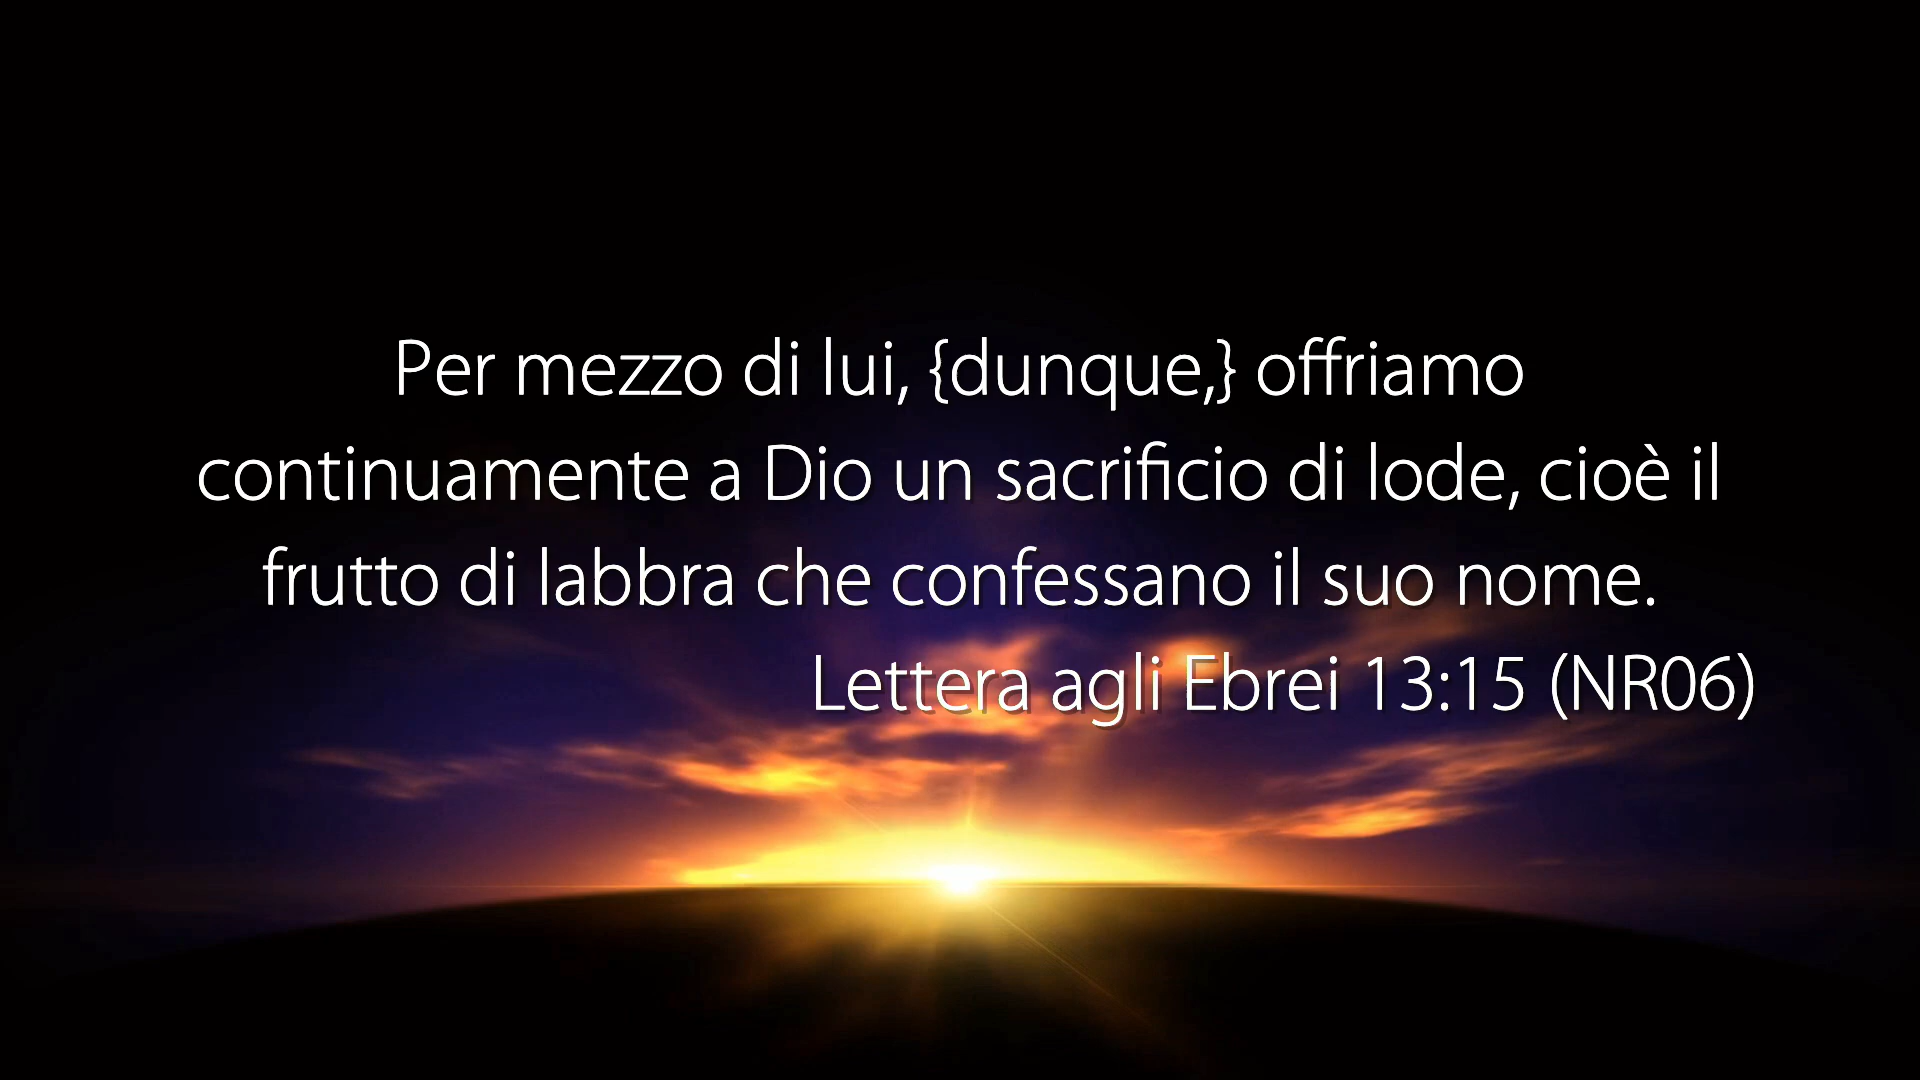 Per mezzo di lui, {dunque,} offriamo
continuamente a Dio un sacrificio di lode, cioè il
frutto di labbra che confessano il suo nome.
Lettera agli Ebrei 13:15 (NR06)